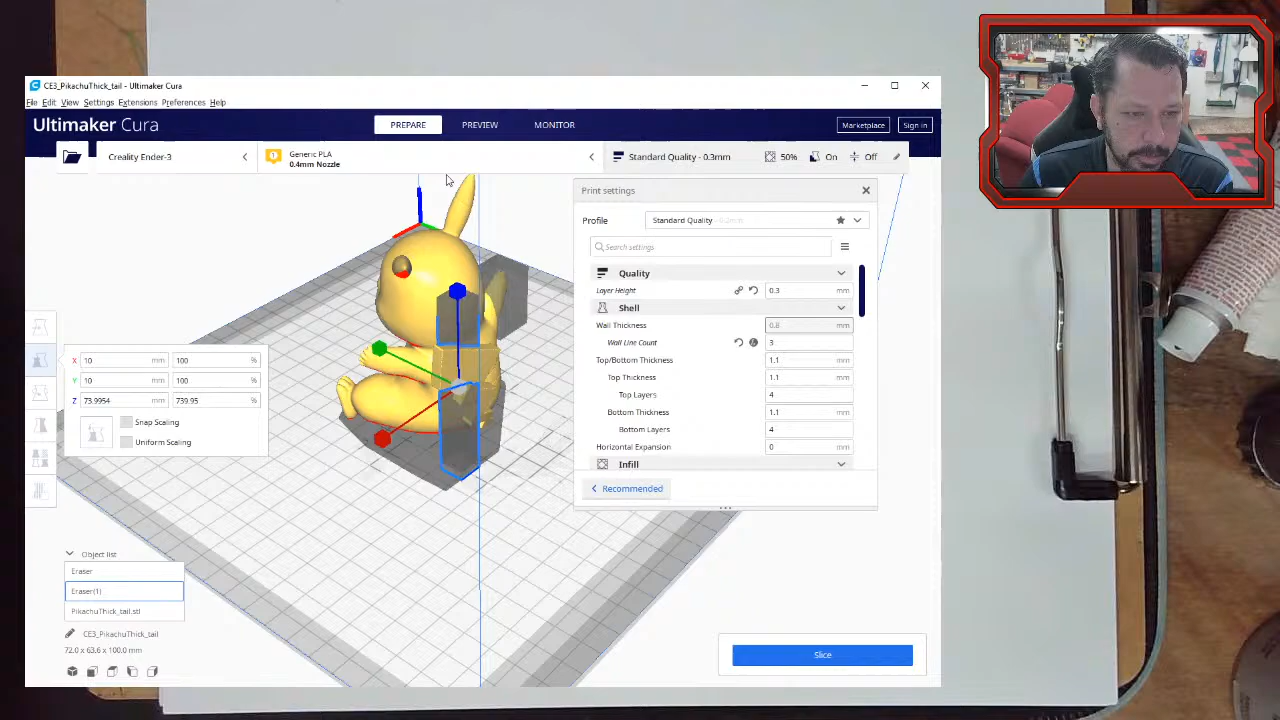 CE3_PikachuThick_tail - Ultimaker Cura
File Edit View Settings Extensions Preferences Help
Ultimaker Cura
PREPARE
PREVIEW
MONITOR
Marketplace
Sign in
Creality Ender-3
1
Generic PLA
0.4mm Nozzle
Standard Quality - 0.3mm
50%
On
Off
Print settings
Profile
Standard Quality - 0.2mm
Search settings
Quality
Layer Height
0.3 mm
Shell
Wall Thickness
0.8 mm
Wall Line Count
3
Top/Bottom Thickness
1.1 mm
Top Thickness
1.1 mm
Top Layers
4
Bottom Thickness
1.1 mm
Bottom Layers
4
Horizontal Expansion
0 mm
Infill
Recommended
X 10 mm 100 %
Y 10 mm 100 %
Z 73.9954 mm 739.95 %
Snap Scaling
Uniform Scaling
Object list
Eraser
Eraser(1)
PikachuThick_tail.stl
CE3_PikachuThick_tail
72.0 x 63.6 x 100.0 mm
Slice